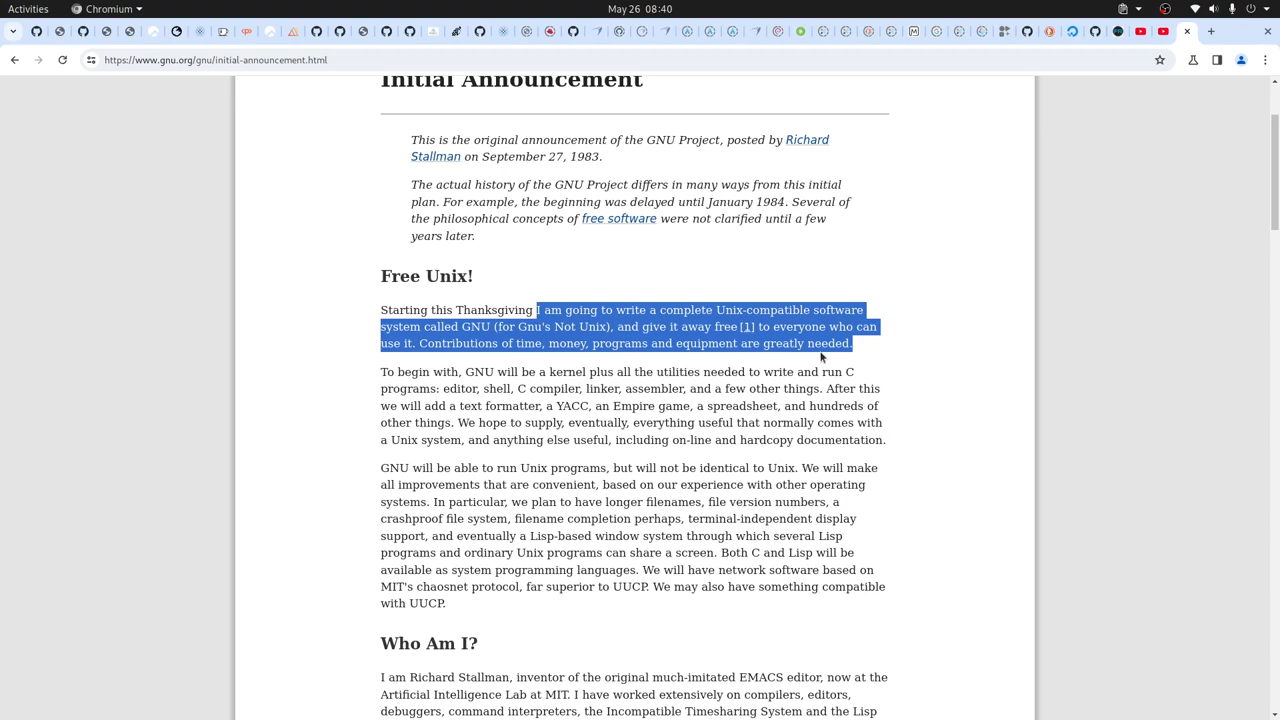 Activities
Chromium
May 26 08:40
https://www.gnu.org/gnu/initial-announcement.html
Initial Announcement
This is the original announcement of the GNU Project, posted by Richard
Stallman on September 27, 1983.
The actual history of the GNU Project differs in many ways from this initial
plan. For example, the beginning was delayed until January 1984. Several of
the philosophical concepts of free software were not clarified until a few
years later.
Free Unix!
Starting this Thanksgiving I am going to write a complete Unix-compatible software
system called GNU (for Gnu's Not Unix), and give it away free [1] to everyone who can
use it. Contributions of time, money, programs and equipment are greatly needed.
To begin with, GNU will be a kernel plus all the utilities needed to write and run C
programs: editor, shell, C compiler, linker, assembler, and a few other things. After this
we will add a text formatter, a YACC, an Empire game, a spreadsheet, and hundreds of
other things. We hope to supply, eventually, everything useful that normally comes with
a Unix system, and anything else useful, including on-line and hardcopy documentation.
GNU will be able to run Unix programs, but will not be identical to Unix. We will make
all improvements that are convenient, based on our experience with other operating
systems. In particular, we plan to have longer filenames, file version numbers, a
crashproof file system, filename completion perhaps, terminal-independent display
support, and eventually a Lisp-based window system through which several Lisp
programs and ordinary Unix programs can share a screen. Both C and Lisp will be
available as system programming languages. We will have network software based on
MIT's chaosnet protocol, far superior to UUCP. We may also have something compatible
with UUCP.
Who Am I?
I am Richard Stallman, inventor of the original much-imitated EMACS editor, now at the
Artificial Intelligence Lab at MIT. I have worked extensively on compilers, editors,
debuggers, command interpreters, the Incompatible Timesharing System and the Lisp